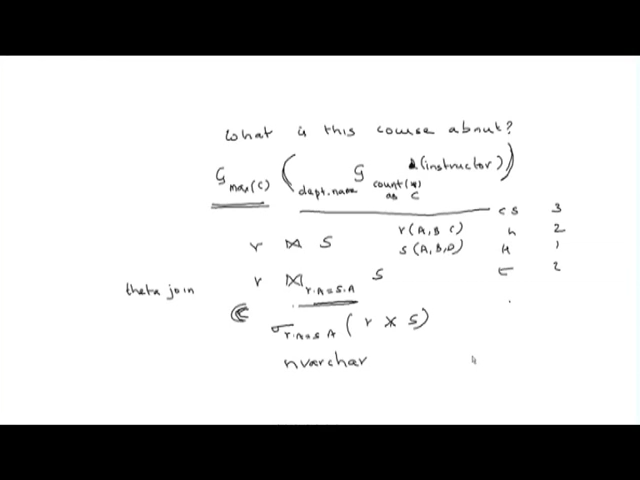 What is this course about?
G max(C) ( dept.name G count(*) as C (instructor) )
CS 3
r ⋈ S r(A,B C) h 2
S(A,B,D) H 1
theta join r ⋈ r.A=S.A S E 2
σ r.A=S A ( r × S )
nvarchar